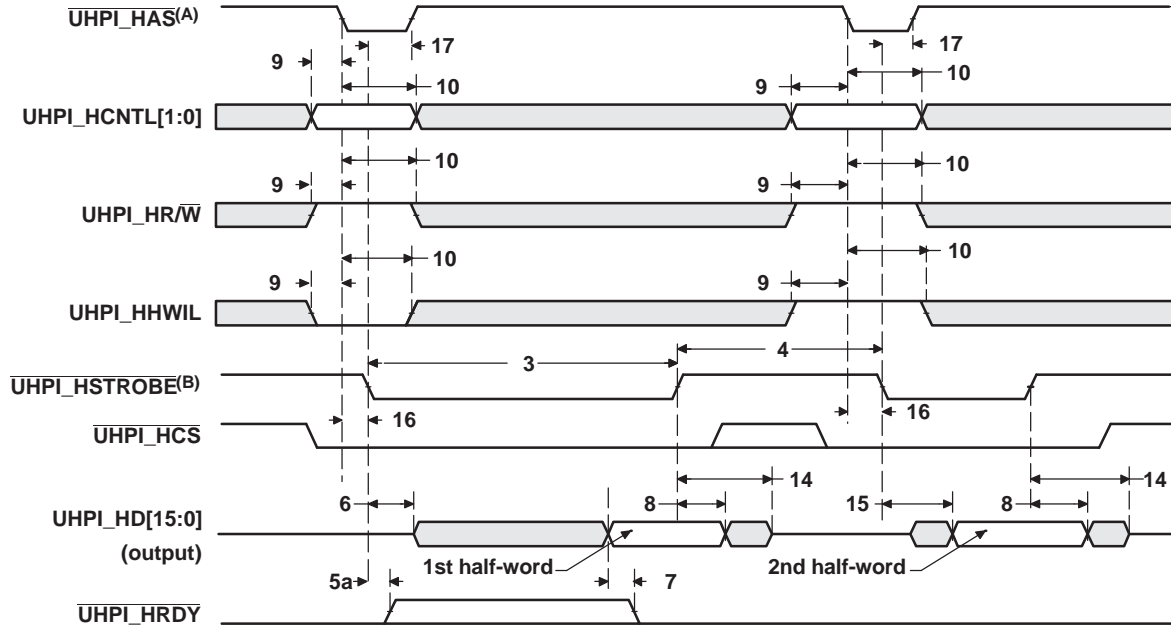 UHPI_HAS(A)
17
17
9
10
9
10
UHPI_HCNTL[1:0]
10
10
9
9
UHPI_HR/W
10
10
9
9
UHPI_HHWIL
3
4
UHPI_HSTROBE(B)
16
16
UHPI_HCS
14
14
6
8
15
8
UHPI_HD[15:0]
(output)
1st half-word
2nd half-word
5a
7
UHPI_HRDY